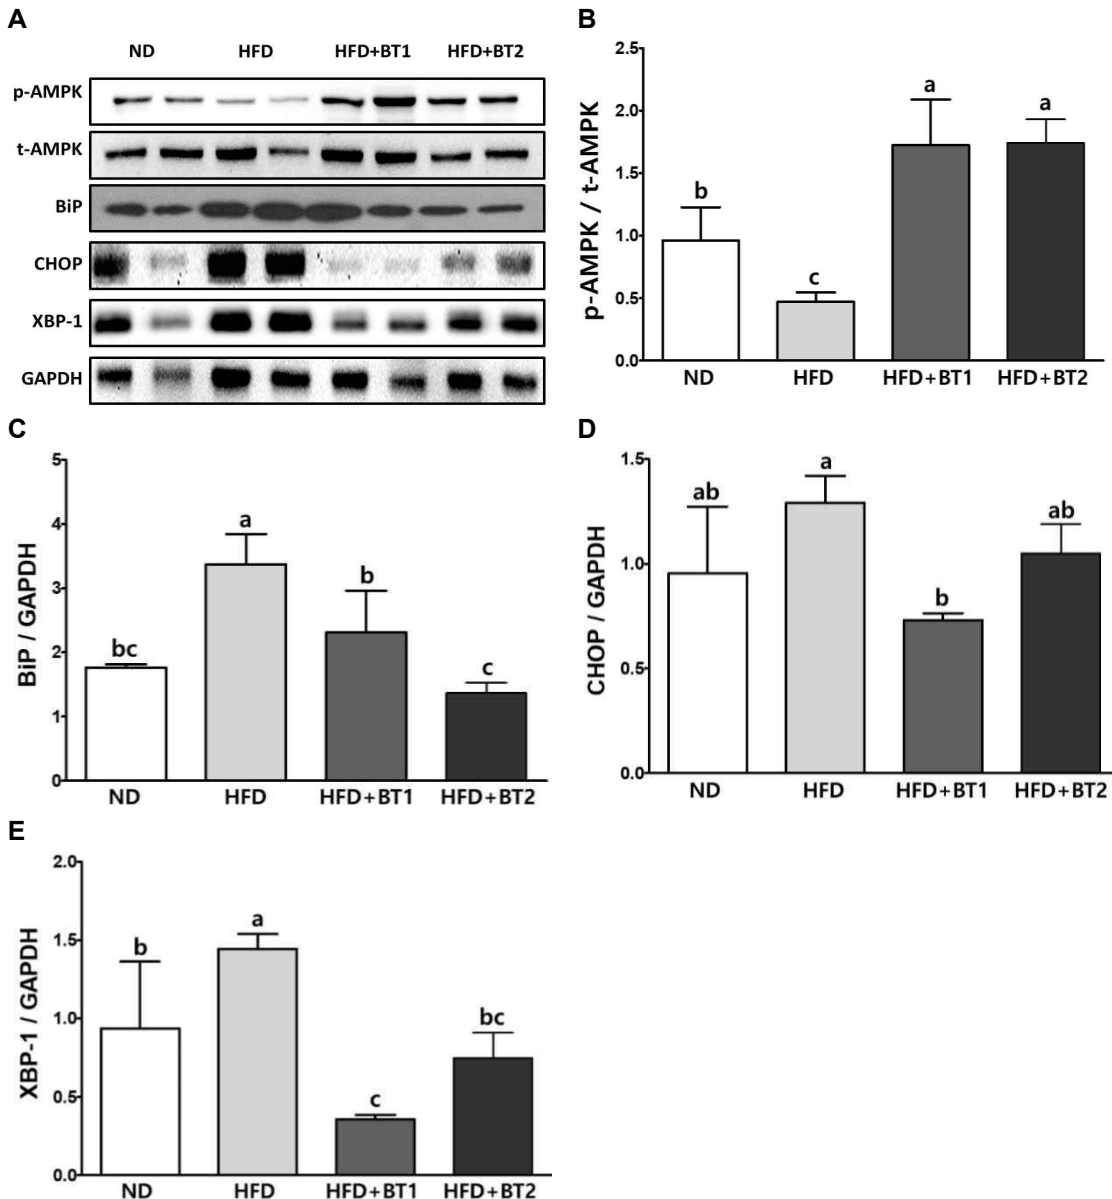 A
ND HFD HFD+BT1 HFD+BT2
p-AMPK
t-AMPK
BiP
CHOP
XBP-1
GAPDH
B
p-AMPK / t-AMPK
2.5
2.0
1.5
1.0
0.5
0.0
b
c
a
a
ND HFD HFD+BT1 HFD+BT2
C
BiP / GAPDH
5
4
3
2
1
0
bc
a
b
c
ND HFD HFD+BT1 HFD+BT2
D
CHOP / GAPDH
1.5
1.0
0.5
0.0
ab
a
b
ab
ND HFD HFD+BT1 HFD+BT2
E
XBP-1 / GAPDH
2.0
1.5
1.0
0.5
0.0
b
a
c
bc
ND HFD HFD+BT1 HFD+BT2